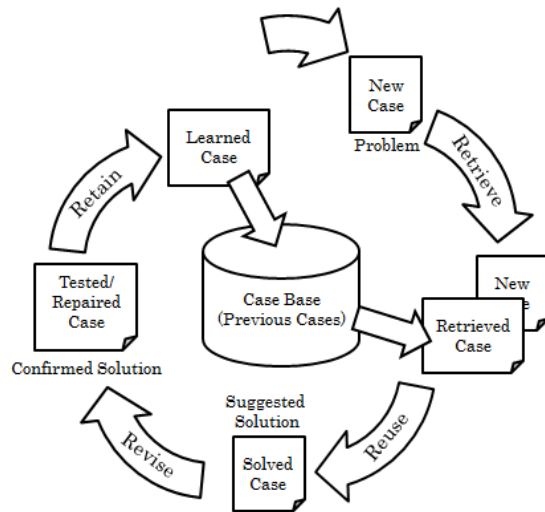 New
Case
Problem
Retrieve
New
Retrieved
Case
Reuse
Suggested
Solution
Solved
Case
Revise
Tested/
Repaired
Case
Confirmed Solution
Retain
Learned
Case
Case Base
(Previous Cases)